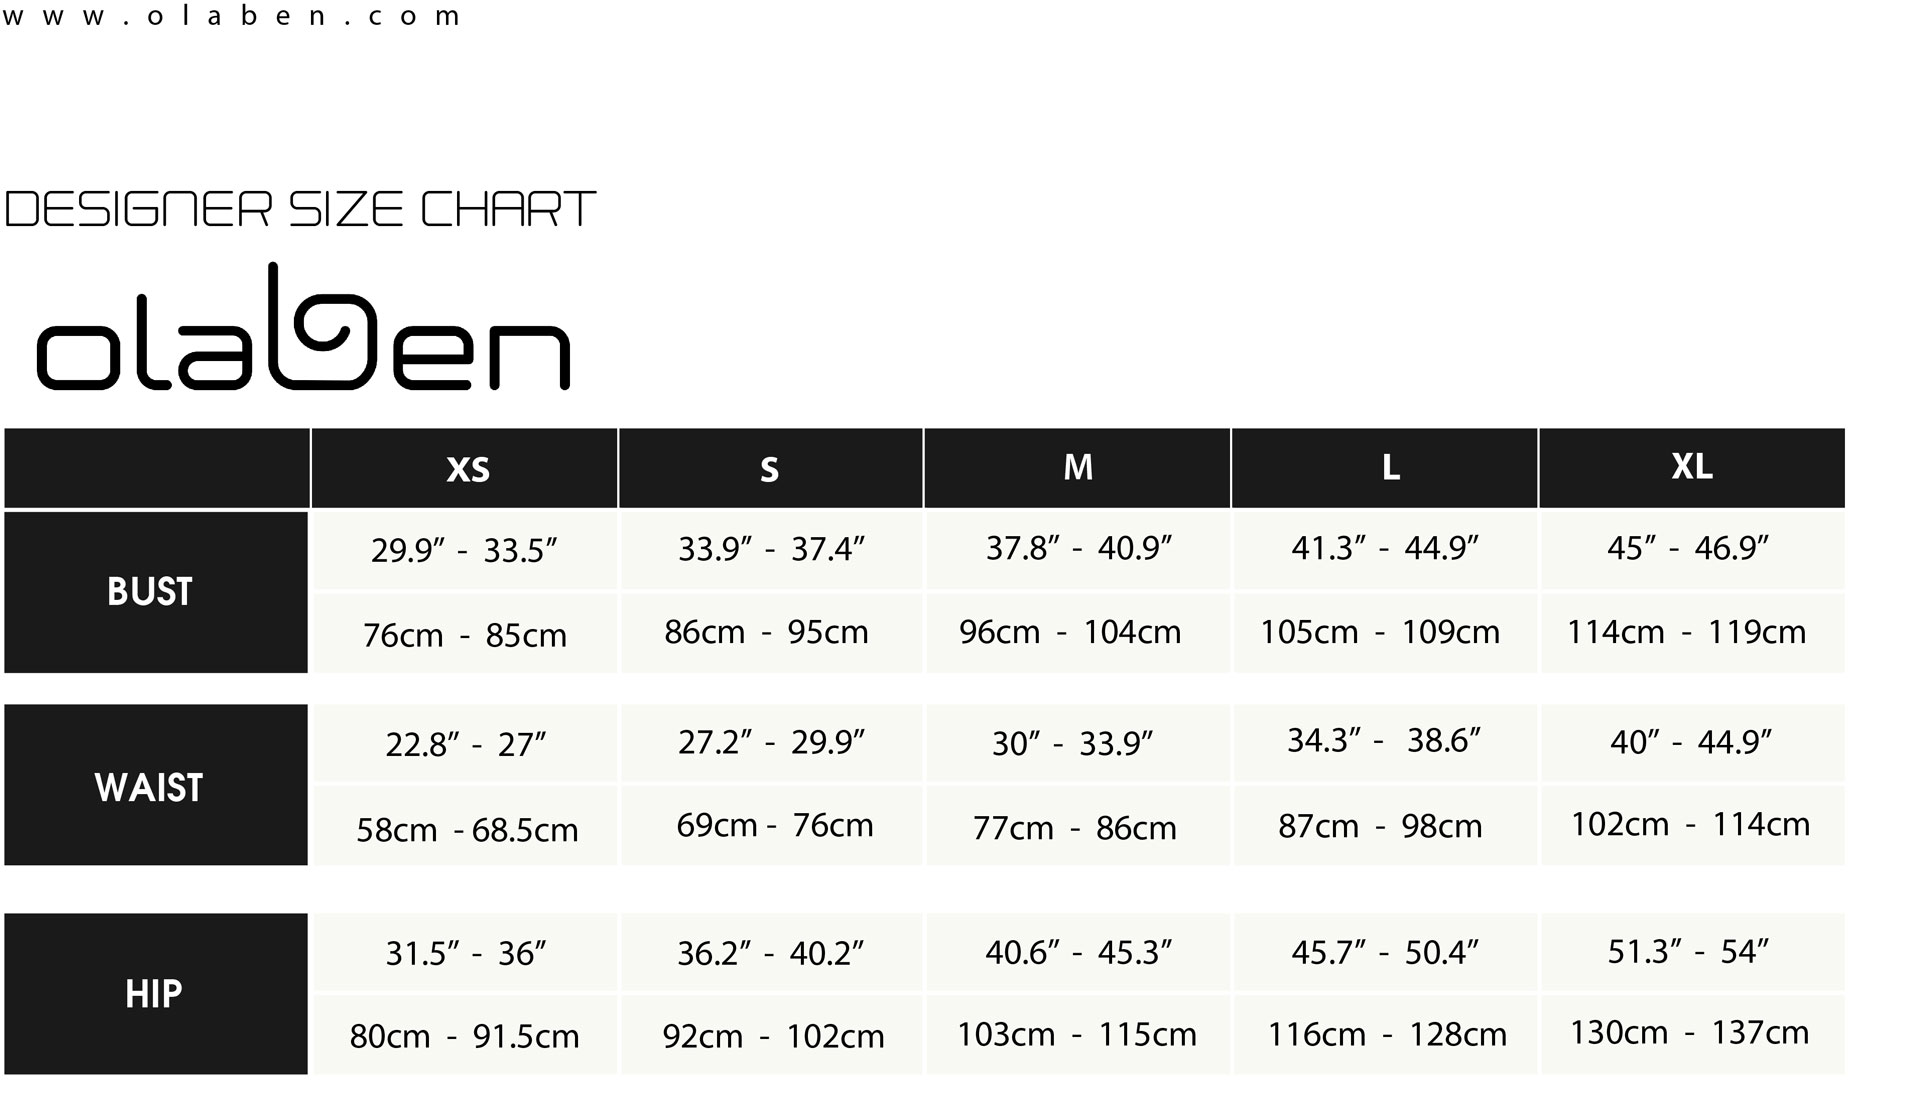 www.olaben.com
DESIGNER SIZE CHART
olaben
XS S M L XL
BUST
29.9” - 33.5” 33.9” - 37.4” 37.8” - 40.9” 41.3” - 44.9” 45” - 46.9”
76cm - 85cm 86cm - 95cm 96cm - 104cm 105cm - 109cm 114cm - 119cm
WAIST
22.8” - 27” 27.2” - 29.9” 30” - 33.9” 34.3” - 38.6” 40” - 44.9”
58cm - 68.5cm 69cm - 76cm 77cm - 86cm 87cm - 98cm 102cm - 114cm
HIP
31.5” - 36” 36.2” - 40.2” 40.6” - 45.3” 45.7” - 50.4” 51.3” - 54”
80cm - 91.5cm 92cm - 102cm 103cm - 115cm 116cm - 128cm 130cm - 137cm